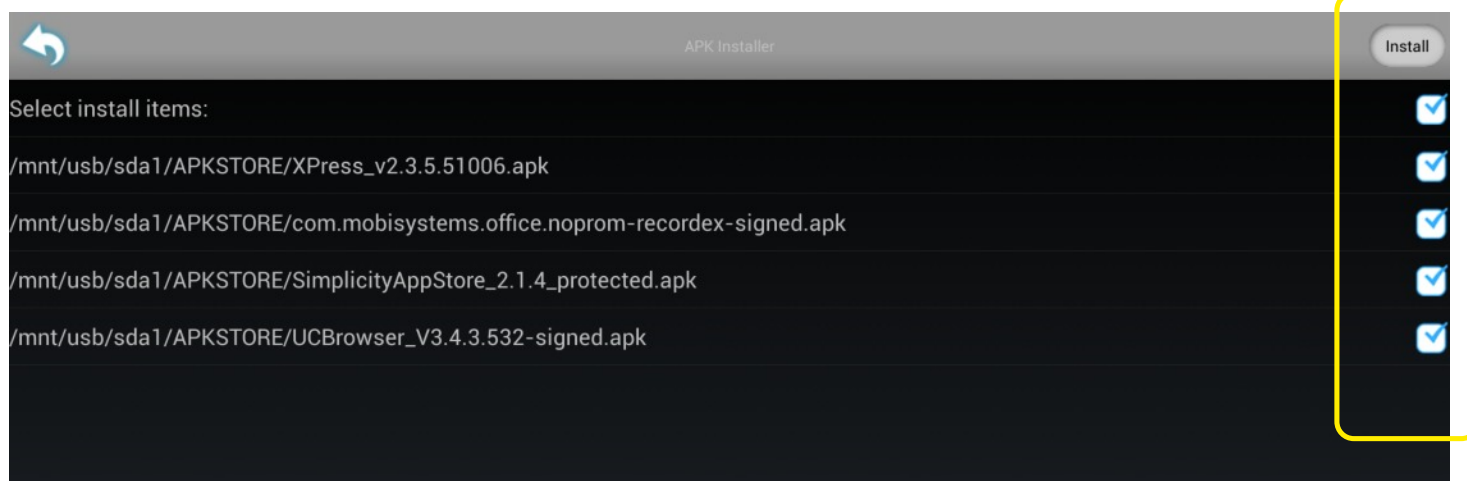 APK Installer
Install
Select install items:
/mnt/usb/sda1/APKSTORE/XPress_v2.3.5.51006.apk
/mnt/usb/sda1/APKSTORE/com.mobisystems.office.noprom-recordex-signed.apk
/mnt/usb/sda1/APKSTORE/SimplicityAppStore_2.1.4_protected.apk
/mnt/usb/sda1/APKSTORE/UCBrowser_V3.4.3.532-signed.apk